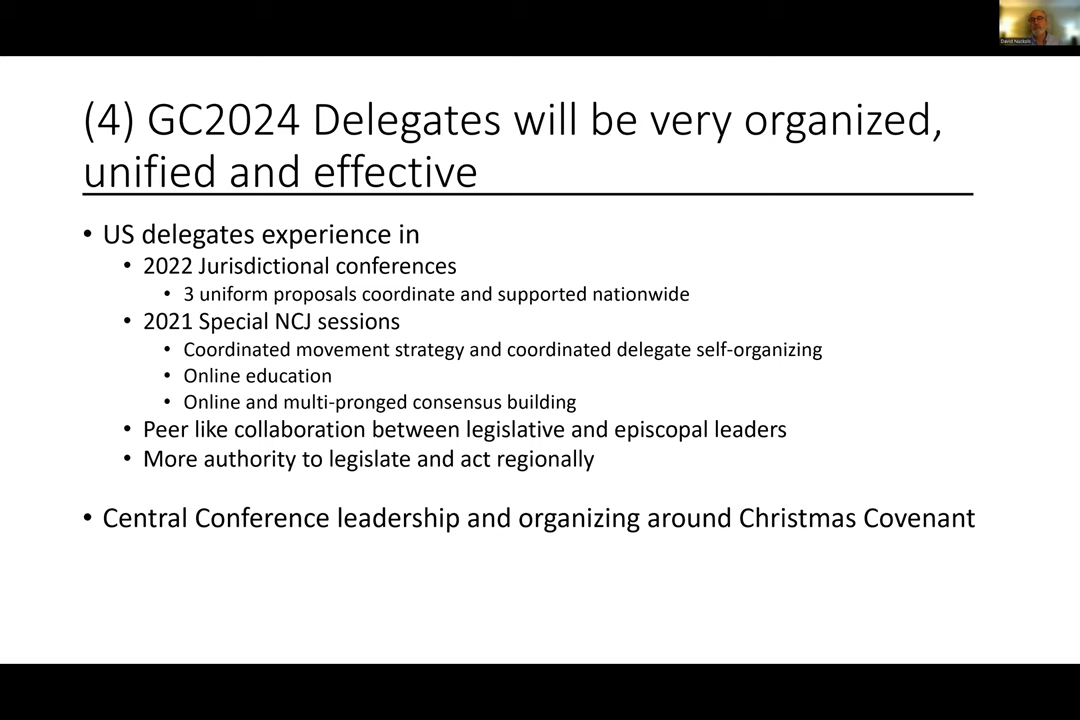 David Nuckols
(4) GC2024 Delegates will be very organized,
unified and effective
• US delegates experience in
• 2022 Jurisdictional conferences
• 3 uniform proposals coordinate and supported nationwide
• 2021 Special NCJ sessions
• Coordinated movement strategy and coordinated delegate self-organizing
• Online education
• Online and multi-pronged consensus building
• Peer like collaboration between legislative and episcopal leaders
• More authority to legislate and act regionally
• Central Conference leadership and organizing around Christmas Covenant